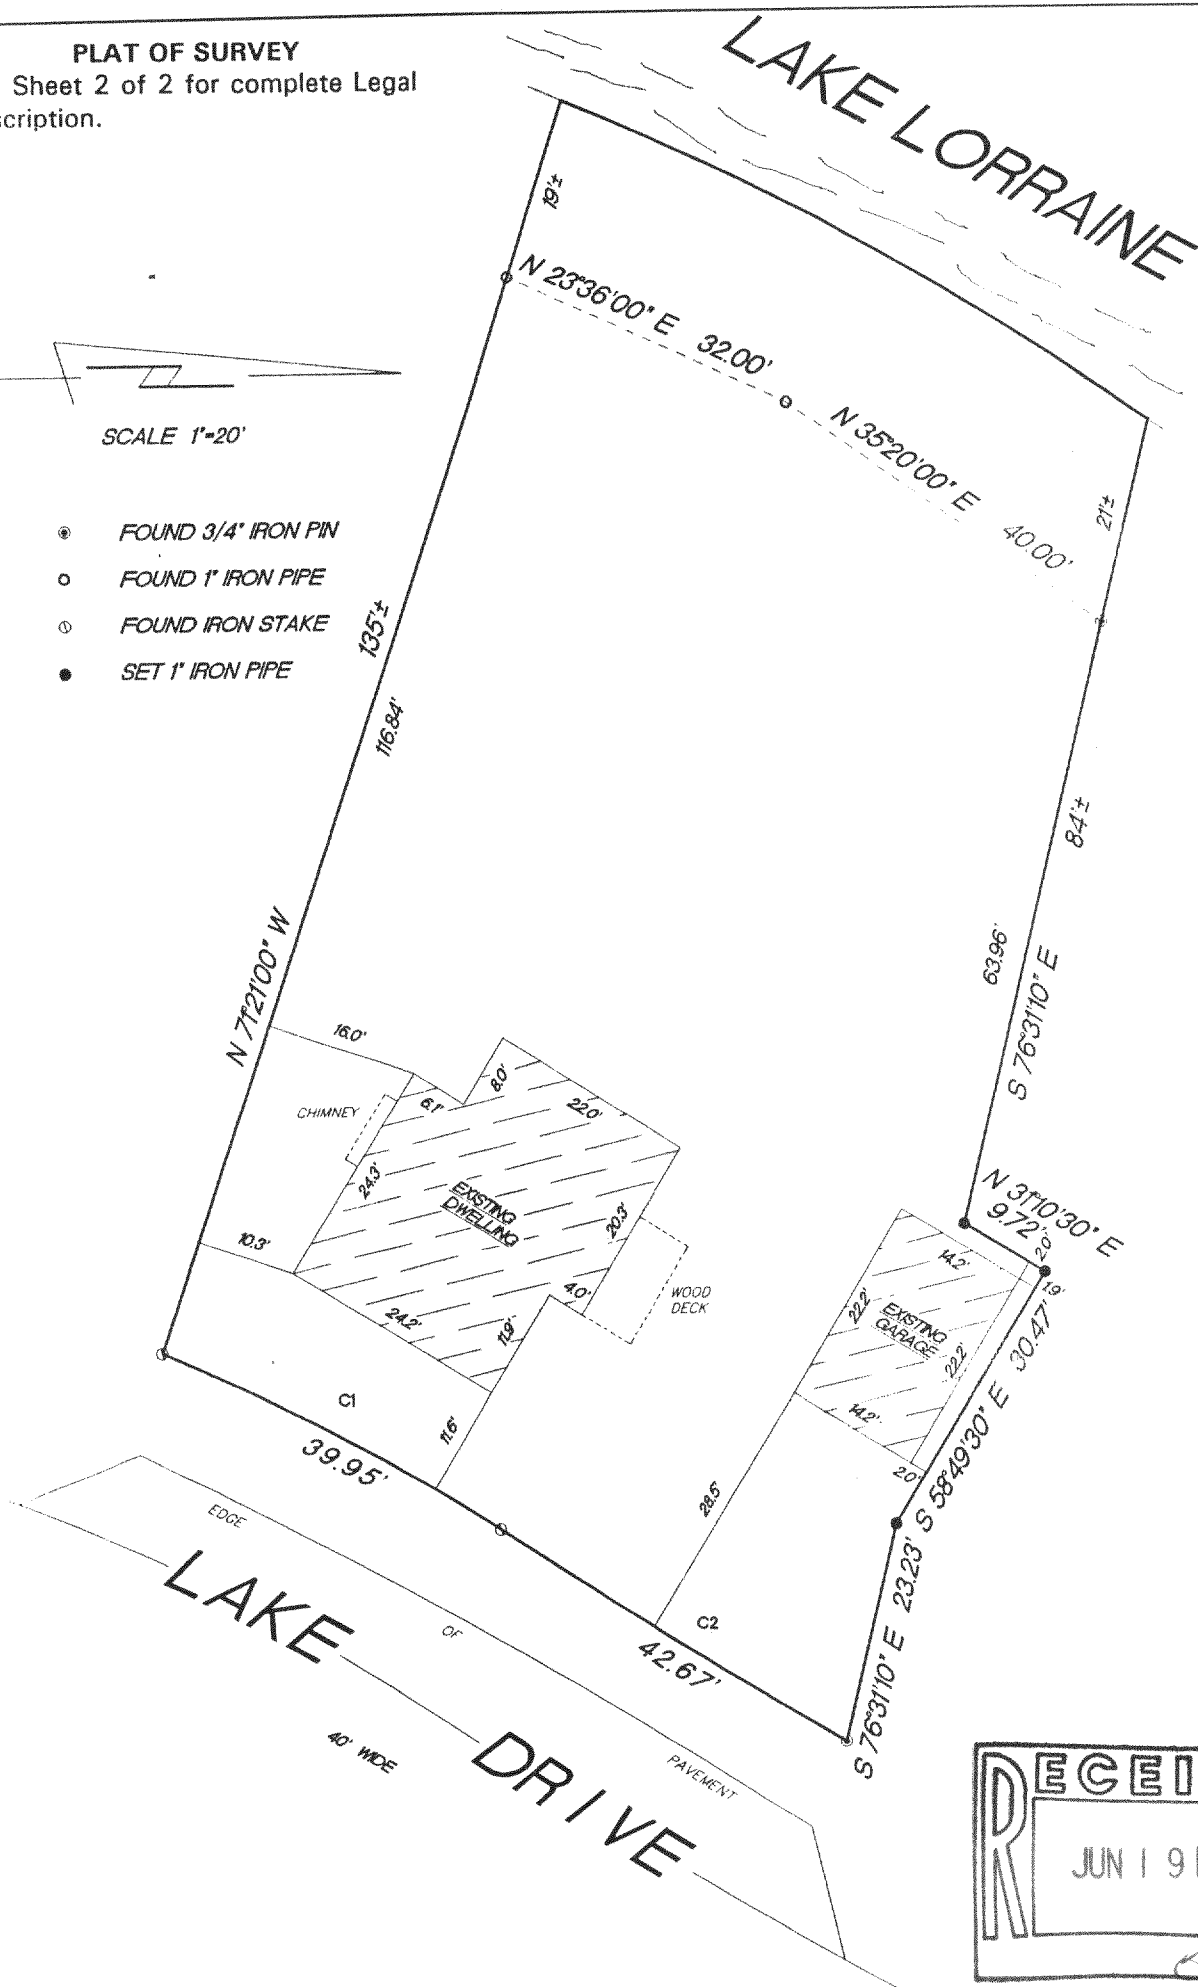 PLAT OF SURVEY
Sheet 2 of 2 for complete Legal
cription.
LAKE LORRAINE
19'±
N 23°36'00" E 32.00'
N 35°20'00" E 40.00'
21'±
SCALE 1"=20'
FOUND 3/4" IRON PIN
FOUND 1" IRON PIPE
FOUND IRON STAKE
SET 1" IRON PIPE
135'±
116.84'
N 71°21'00" W
84'±
63.96'
S 76°31'10" E
16.0'
CHIMNEY
6.1'
8.0'
22.0'
24.3'
EXISTING
DWELLING
20.3'
10.3'
24.2'
11.9'
4.0'
WOOD
DECK
N 31°10'30" E
9.72'
2.0'
1.9'
14.2'
22.2'
EXISTING
GARAGE
22.2'
14.2'
2.0'
S 58°49'30" E 30.47'
C1
39.95'
11.6'
28.5'
S 76°31'10" E 23.23'
C2
42.67'
EDGE
OF
PAVEMENT
LAKE
DRIVE
40' WIDE
RECEI
JUN 19